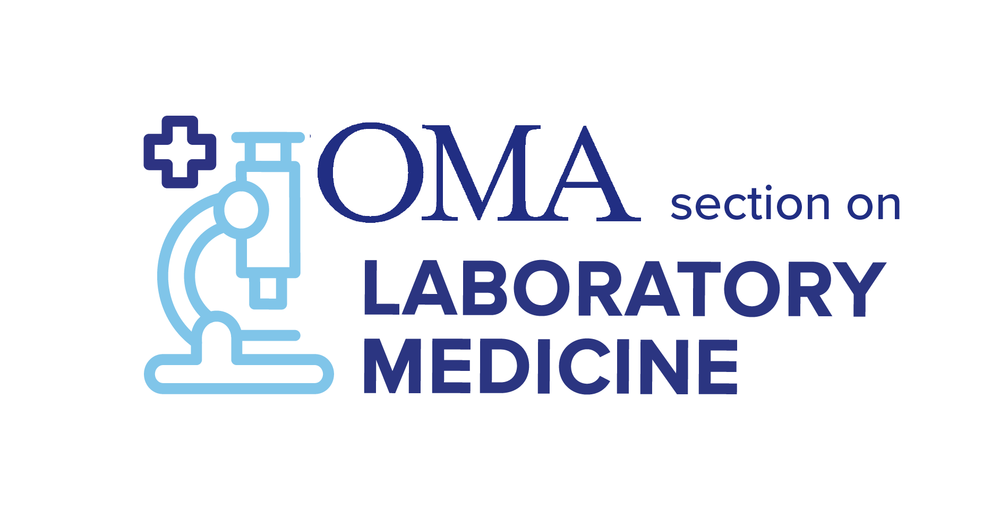 OMA section on
LABORATORY
MEDICINE